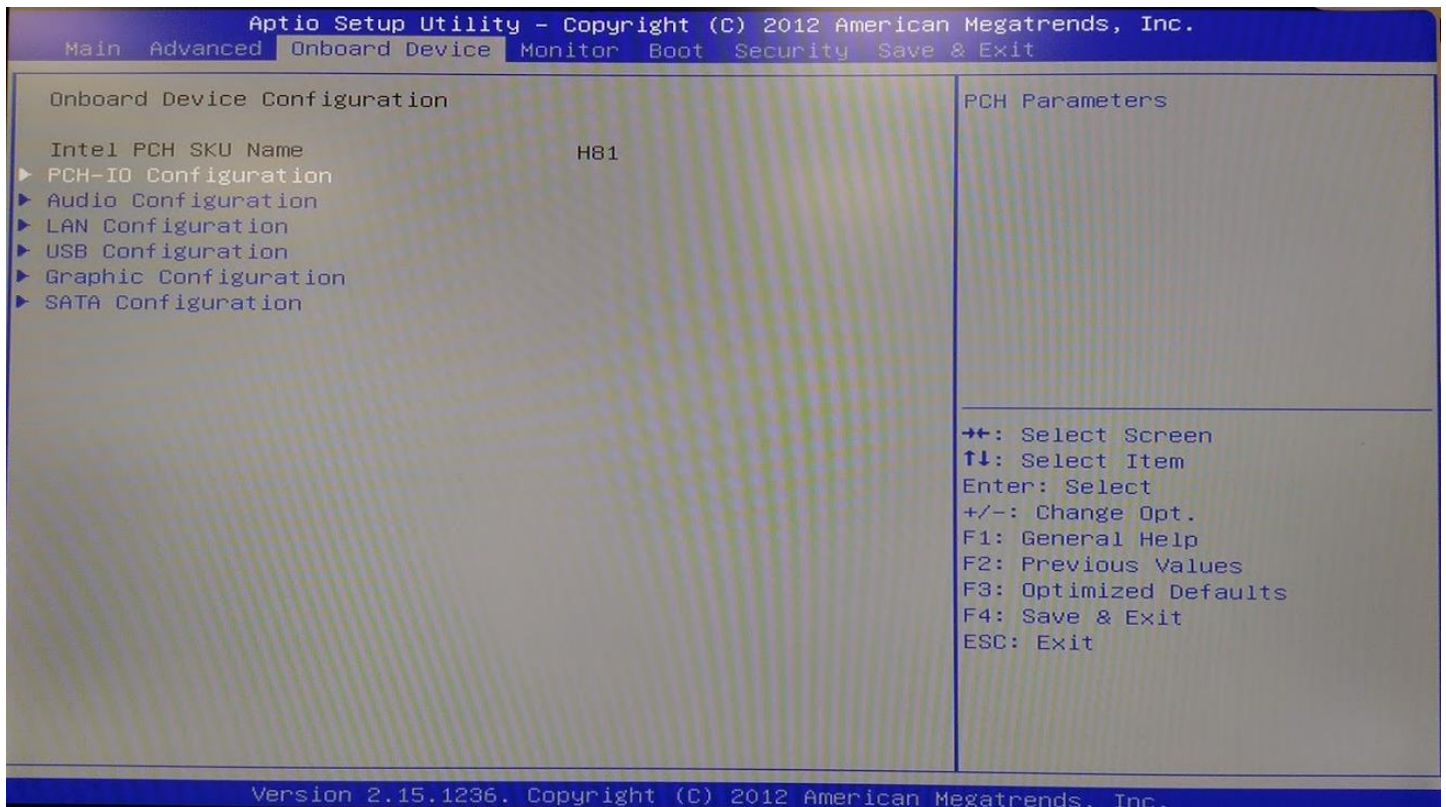 Aptio Setup Utility – Copyright (C) 2012 American Megatrends, Inc.
Main Advanced Onboard Device Monitor Boot Security Save & Exit
Onboard Device Configuration
Intel PCH SKU Name H81
▶ PCH-IO Configuration
▶ Audio Configuration
▶ LAN Configuration
▶ USB Configuration
▶ Graphic Configuration
▶ SATA Configuration
PCH Parameters
→←: Select Screen
↑↓: Select Item
Enter: Select
+/-: Change Opt.
F1: General Help
F2: Previous Values
F3: Optimized Defaults
F4: Save & Exit
ESC: Exit
Version 2.15.1236. Copyright (C) 2012 American Megatrends, Inc.